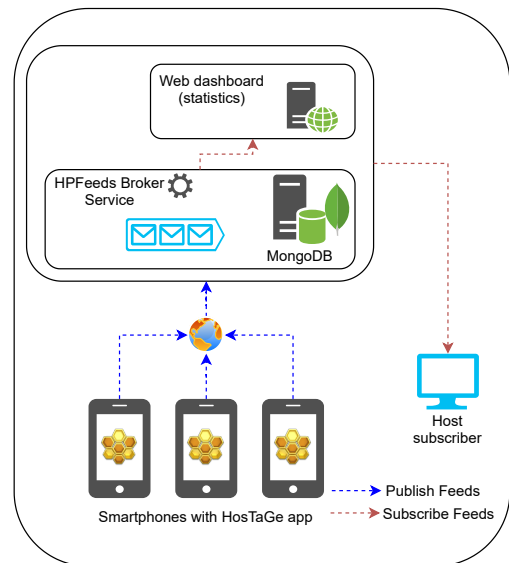 Web dashboard
(statistics)
HPFeeds Broker
Service
MongoDB
Host
subscriber
Smartphones with HosTaGe app
Publish Feeds
Subscribe Feeds